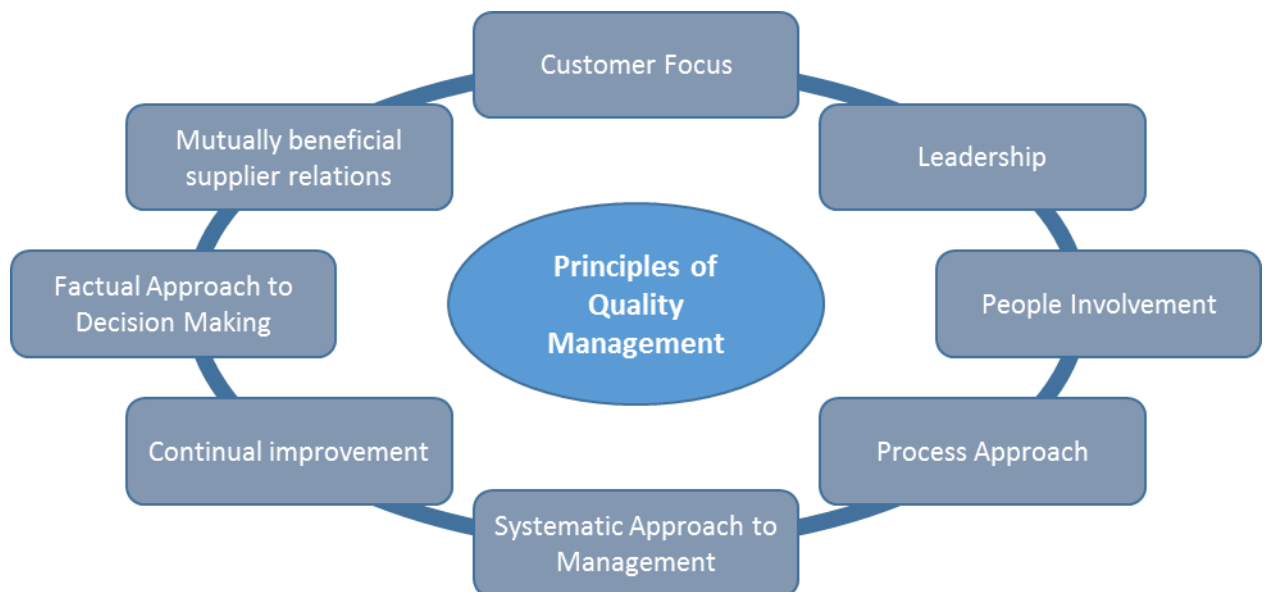 Customer Focus
Mutually beneficial
supplier relations
Leadership
Principles of
Quality
Management
Factual Approach to
Decision Making
People Involvement
Continual improvement
Process Approach
Systematic Approach to
Management